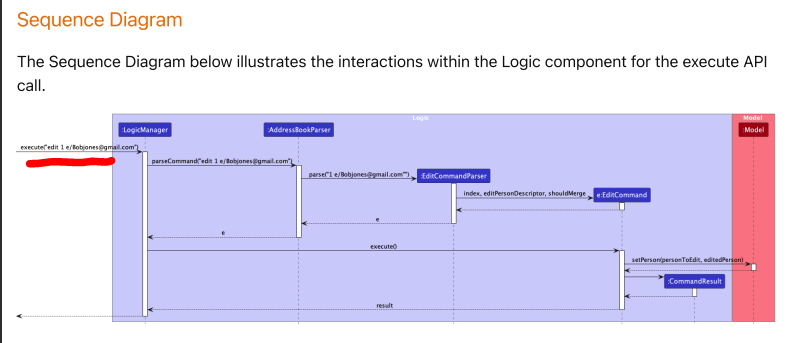 Sequence Diagram
The Sequence Diagram below illustrates the interactions within the Logic component for the execute API
call.
Logic
Model
:LogicManager
:AddressBookParser
:Model
execute("edit 1 e/Bobjones@gmail.com")
parseCommand("edit 1 e/Bobjones@gmail.com")
parse("1 e/Bobjones@gmail.com"")
:EditCommandParser
index, editPersonDescriptor, shouldMerge
e:EditCommand
e
e
execute()
setPerson(personToEdit, editedPerson)
:CommandResult
result